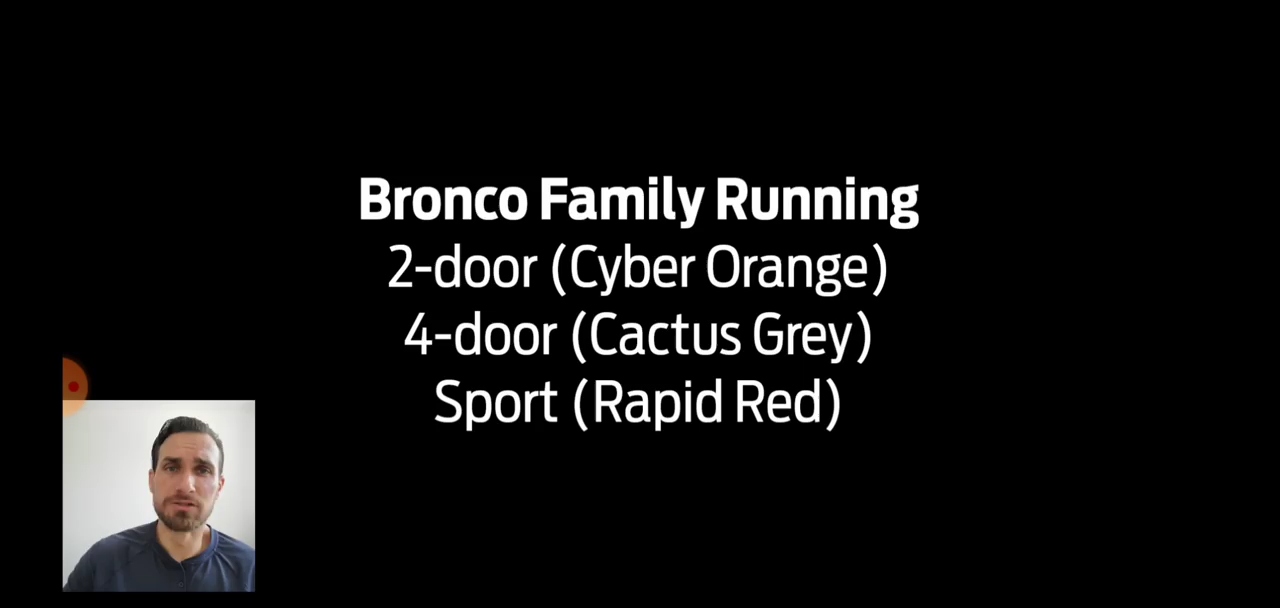 Bronco Family Running
2-door (Cyber Orange)
4-door (Cactus Grey)
Sport (Rapid Red)